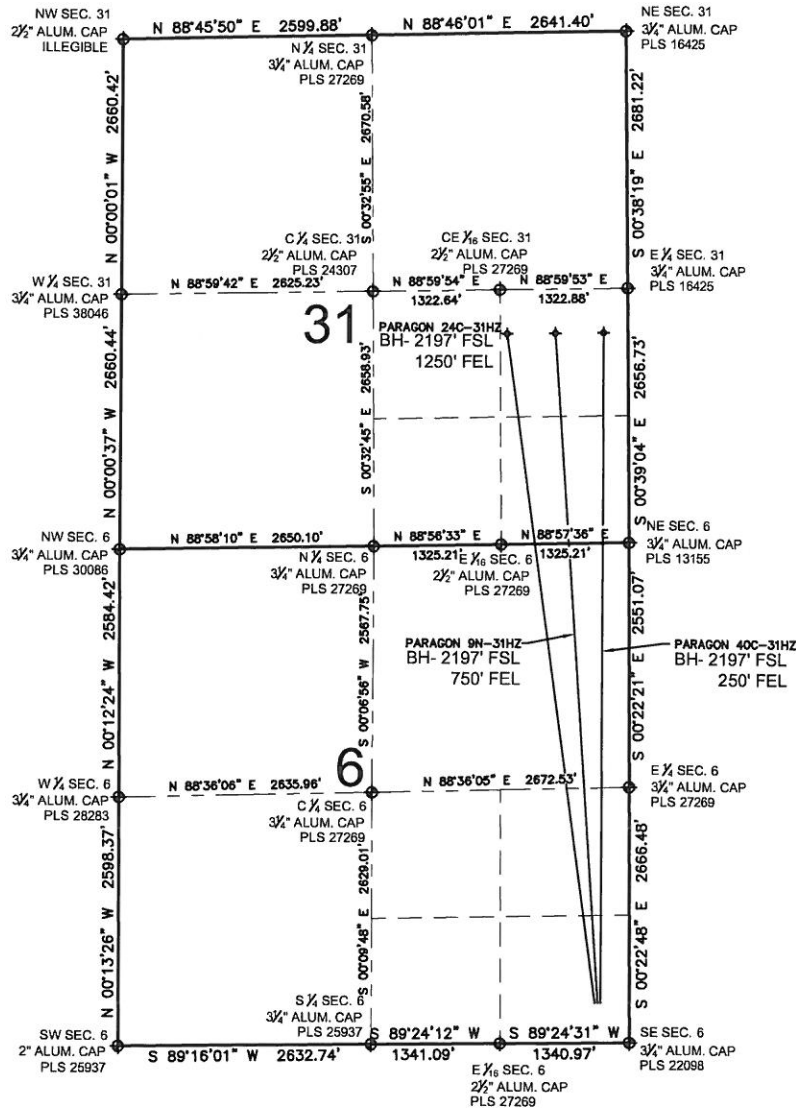 NW SEC. 31
2½" ALUM. CAP
ILLEGIBLE
N 88°45'50" E 2599.88'
N ¼ SEC. 31
3¼" ALUM. CAP
PLS 27269
N 88°46'01" E 2641.40'
NE SEC. 31
3¼" ALUM. CAP
PLS 16425
N 00°00'01" W 2660.42'
S 00°32'55" E 2670.58'
S 00°38'19" E 2681.22'
C ¼ SEC. 31
2½" ALUM. CAP
PLS 24307
CE 1/16 SEC. 31
2½" ALUM. CAP
PLS 27269
E ¼ SEC. 31
3¼" ALUM. CAP
PLS 16425
W ¼ SEC. 31
3¼" ALUM. CAP
PLS 38046
N 88°59'42" E 2625.23'
N 88°59'54" E
1322.64'
N 88°59'53" E
1322.88'
31
PARAGON 24C-31HZ
BH- 2197' FSL
1250' FEL
N 00°00'37" W 2660.44'
S 00°32'45" E 2658.93'
S 00°39'04" E 2656.73'
NW SEC. 6
3¼" ALUM. CAP
PLS 30086
N 88°58'10" E 2650.10'
N ¼ SEC. 6
3¼" ALUM. CAP
PLS 27269
N 88°56'33" E
1325.21'
E 1/16 SEC. 6
2½" ALUM. CAP
PLS 27269
N 88°57'36" E
1325.21'
NE SEC. 6
3¼" ALUM. CAP
PLS 13155
N 00°12'24" W 2584.42'
S 00°06'56" W 2567.75'
S 00°22'21" E 2551.07'
PARAGON 9N-31HZ
BH- 2197' FSL
750' FEL
PARAGON 40C-31HZ
BH- 2197' FSL
250' FEL
6
W ¼ SEC. 6
3¼" ALUM. CAP
PLS 28283
N 88°36'06" E 2635.96'
C ¼ SEC. 6
3¼" ALUM. CAP
PLS 27269
N 88°36'05" E 2672.53'
E ¼ SEC. 6
3¼" ALUM. CAP
PLS 27269
N 00°13'26" W 2598.37'
S 00°09'48" E 2629.01'
S 00°22'48" E 2666.48'
SW SEC. 6
2" ALUM. CAP
PLS 25937
S 89°16'01" W 2632.74'
S ¼ SEC. 6
3¼" ALUM. CAP
PLS 25937
S 89°24'12" W
1341.09'
E 1/16 SEC. 6
2½" ALUM. CAP
PLS 27269
S 89°24'31" W
1340.97'
SE SEC. 6
3¼" ALUM. CAP
PLS 22098